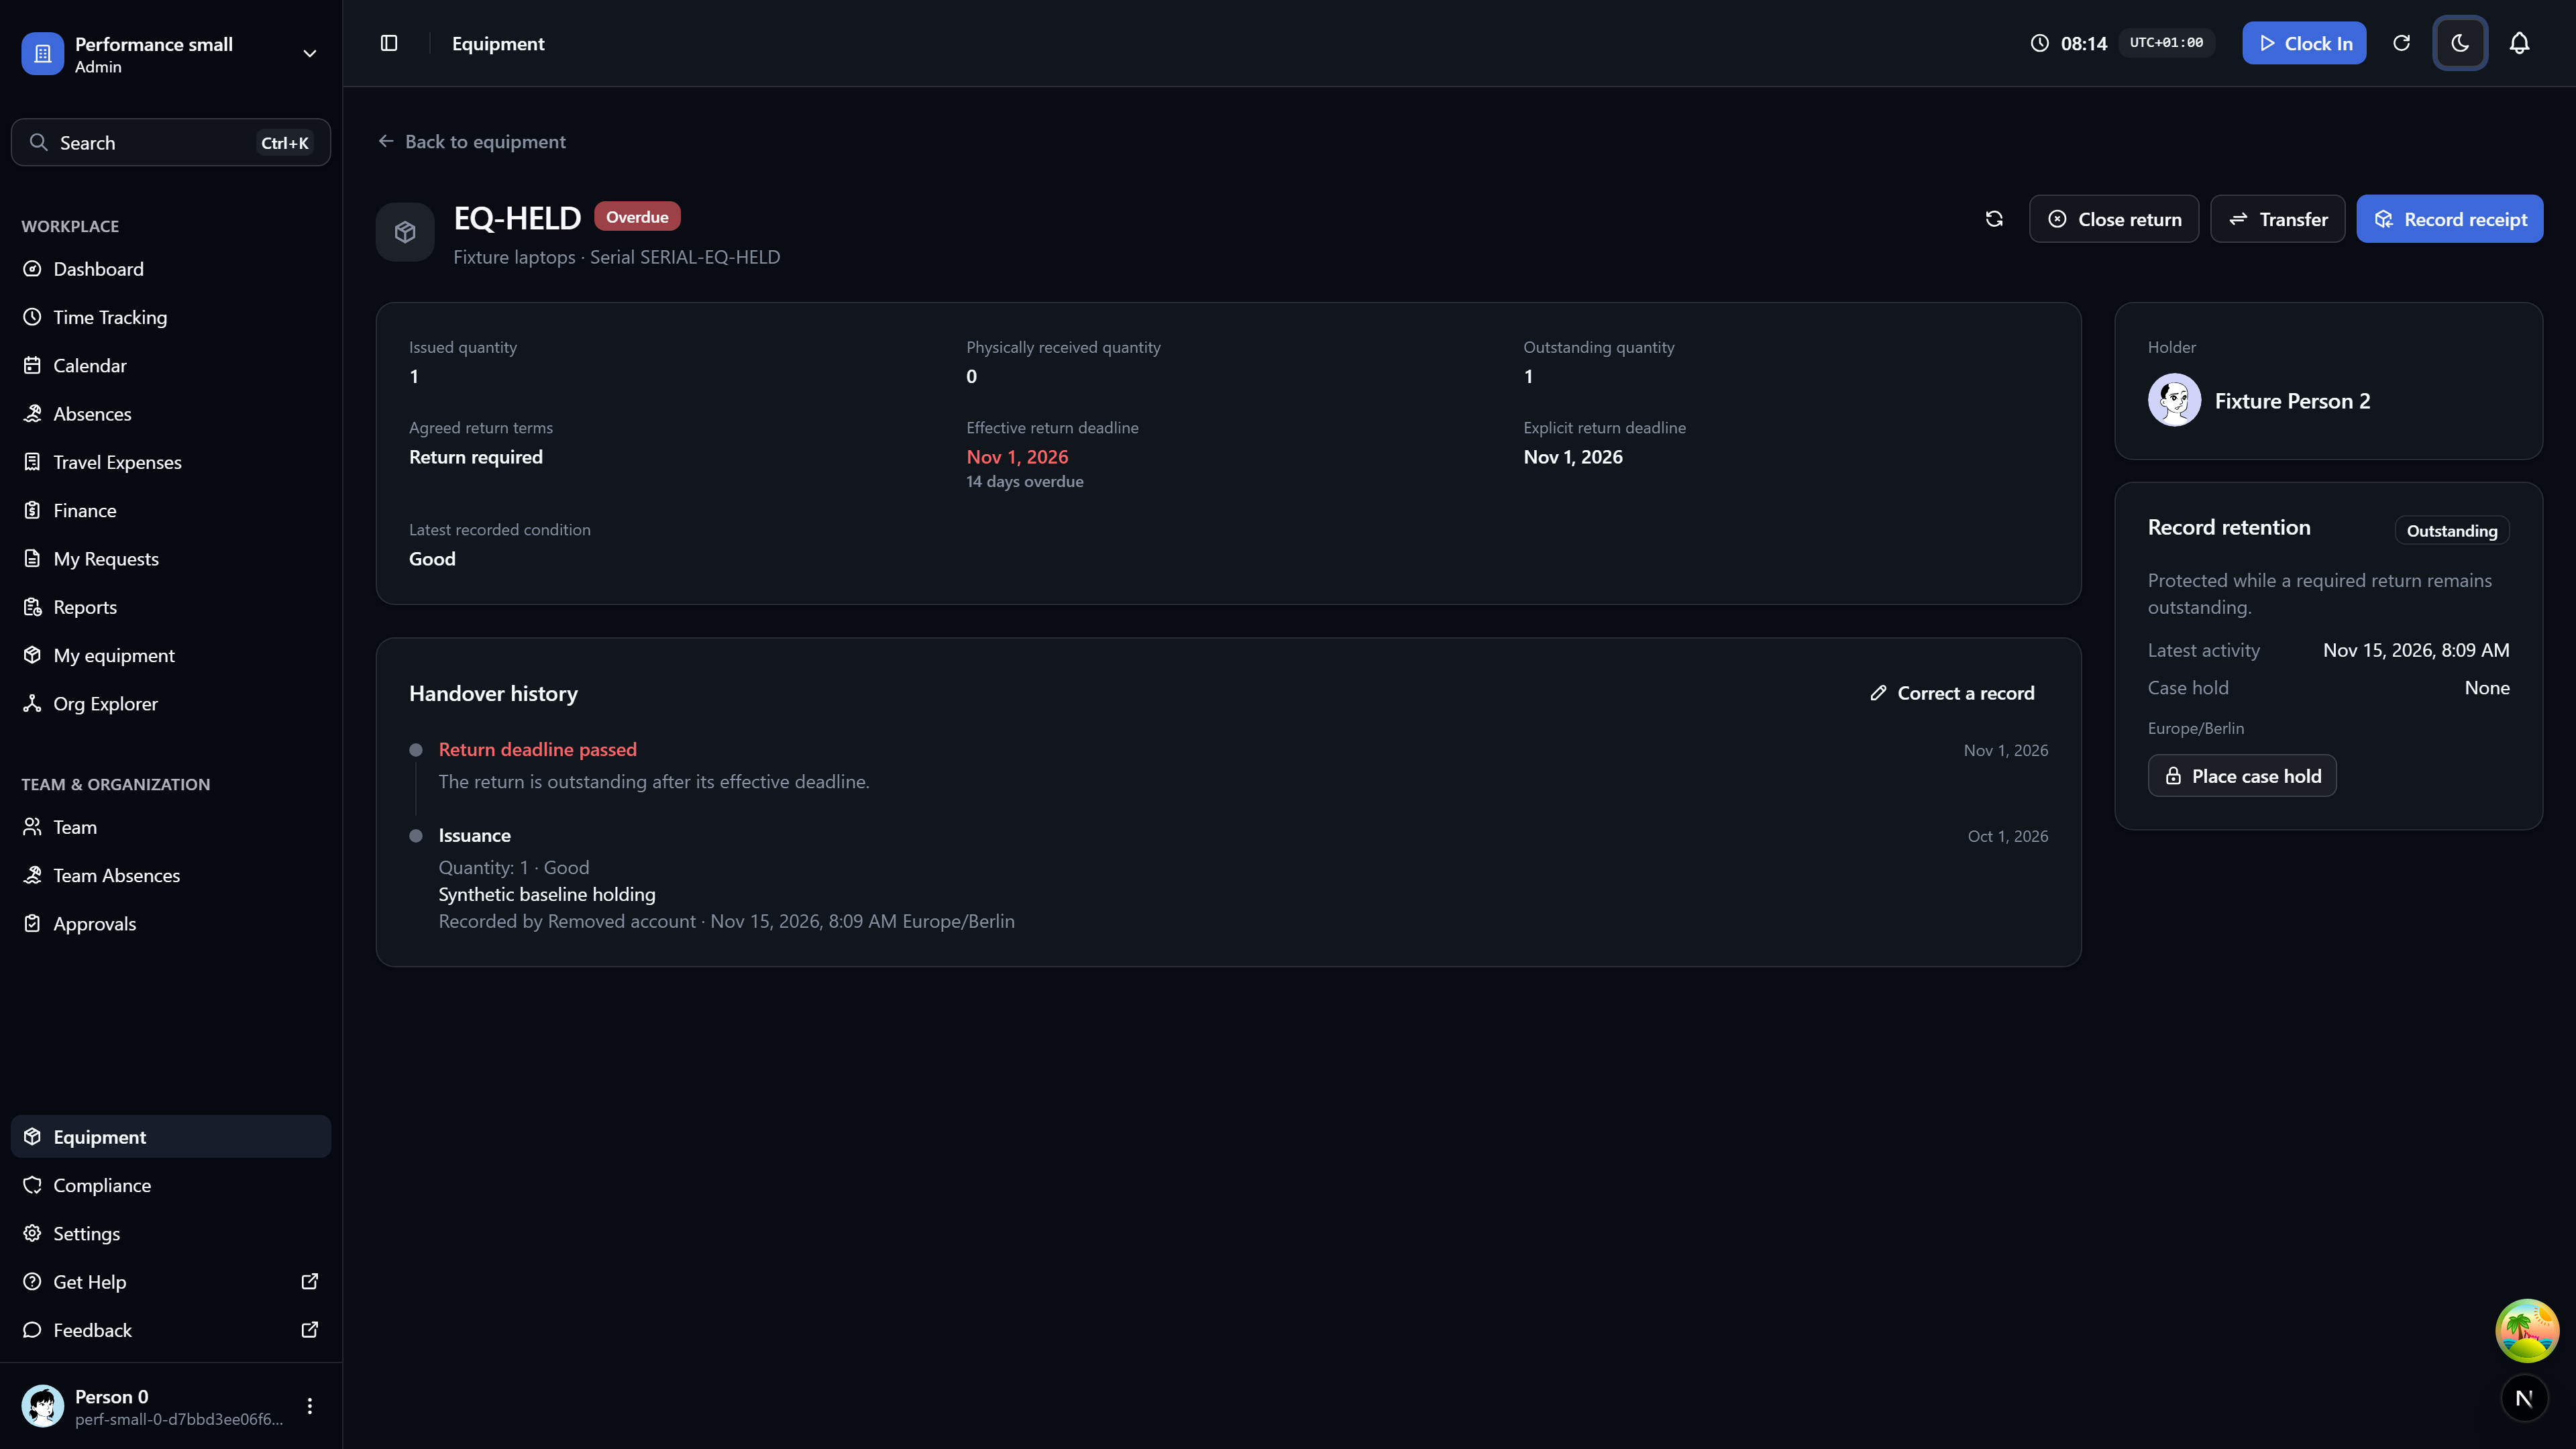 Performance small
Admin
Search
Ctrl+K
WORKPLACE
Dashboard
Time Tracking
Calendar
Absences
Travel Expenses
Finance
My Requests
Reports
My equipment
Org Explorer
TEAM & ORGANIZATION
Team
Team Absences
Approvals
Equipment
Compliance
Settings
Get Help
Feedback
Person 0
perf-small-0-d7bbd3ee06f6...
Equipment
08:14
UTC+01:00
Clock In
Back to equipment
EQ-HELD
Overdue
Fixture laptops · Serial SERIAL-EQ-HELD
Close return
Transfer
Record receipt
Issued quantity
1
Physically received quantity
0
Outstanding quantity
1
Agreed return terms
Return required
Effective return deadline
Nov 1, 2026
14 days overdue
Explicit return deadline
Nov 1, 2026
Latest recorded condition
Good
Handover history
Correct a record
Return deadline passed
Nov 1, 2026
The return is outstanding after its effective deadline.
Issuance
Oct 1, 2026
Quantity: 1 · Good
Synthetic baseline holding
Recorded by Removed account · Nov 15, 2026, 8:09 AM Europe/Berlin
Holder
Fixture Person 2
Record retention
Outstanding
Protected while a required return remains
outstanding.
Latest activity
Nov 15, 2026, 8:09 AM
Case hold
None
Europe/Berlin
Place case hold
N